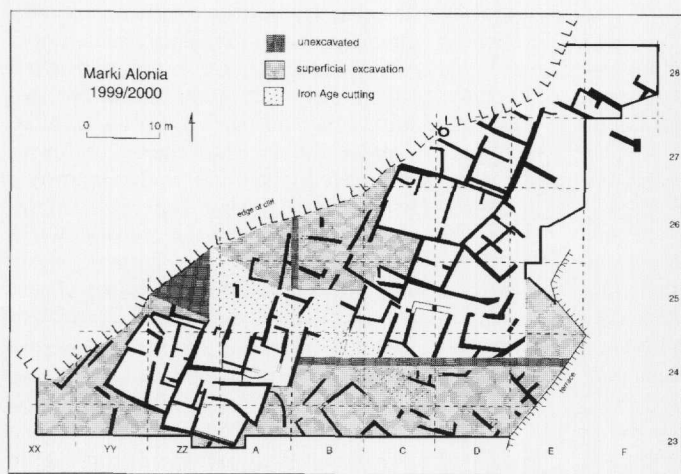 Marki Alonia
1999/2000
0 10 m
unexcavated
superficial excavation
Iron Age cutting
edge of cliff
terrace
28
27
26
25
24
23
XX YY ZZ A B C D E F